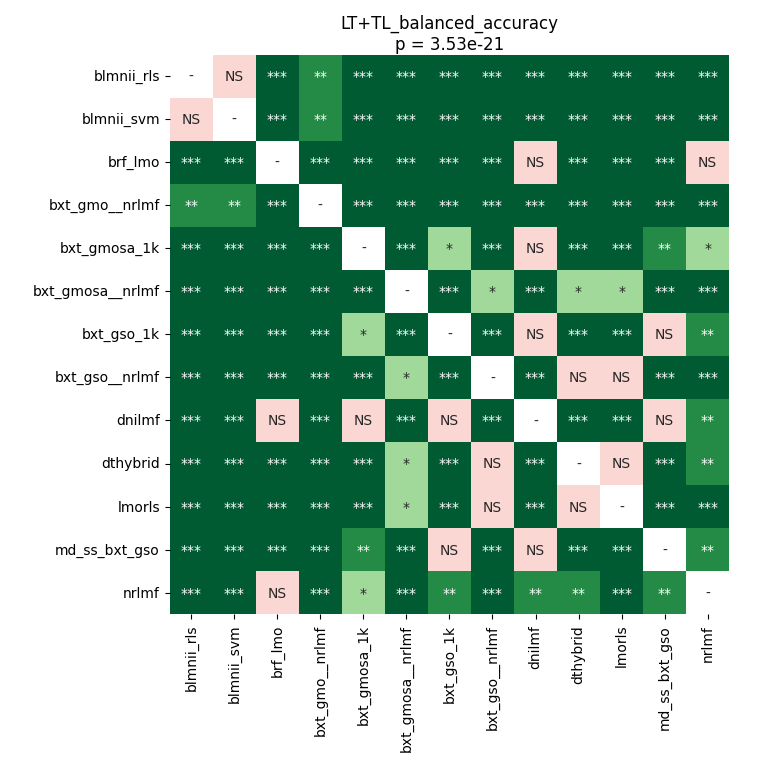 LT+TL_balanced_accuracy
p = 3.53e-21
blmnii_rls - NS *** ** *** *** *** *** *** *** *** *** ***
blmnii_svm NS - *** ** *** *** *** *** *** *** *** *** ***
brf_lmo *** *** - *** *** *** *** *** NS *** *** *** NS
bxt_gmo__nrlmf ** ** *** - *** *** *** *** *** *** *** *** ***
bxt_gmosa_1k *** *** *** *** - *** * *** NS *** *** ** *
bxt_gmosa__nrlmf *** *** *** *** *** - *** * *** * * *** ***
bxt_gso_1k *** *** *** *** * *** - *** NS *** *** NS **
bxt_gso__nrlmf *** *** *** *** *** * *** - *** NS NS *** ***
dnilmf *** *** NS *** NS *** NS *** - *** *** NS **
dthybrid *** *** *** *** *** * *** NS *** - NS *** **
lmorls *** *** *** *** *** * *** NS *** NS - *** ***
md_ss_bxt_gso *** *** *** *** ** *** NS *** NS *** *** - **
nrlmf *** *** NS *** * *** ** *** ** ** *** ** -
blmnii_rls
blmnii_svm
brf_lmo
bxt_gmo__nrlmf
bxt_gmosa_1k
bxt_gmosa__nrlmf
bxt_gso_1k
bxt_gso__nrlmf
dnilmf
dthybrid
lmorls
md_ss_bxt_gso
nrlmf